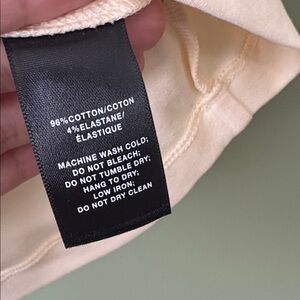 96%COTTON/COTON
4%ELASTANE/
ÉLASTIQUE
MACHINE WASH COLD;
DO NOT BLEACH;
DO NOT TUMBLE DRY;
HANG TO DRY;
LOW IRON;
DO NOT DRY CLEAN